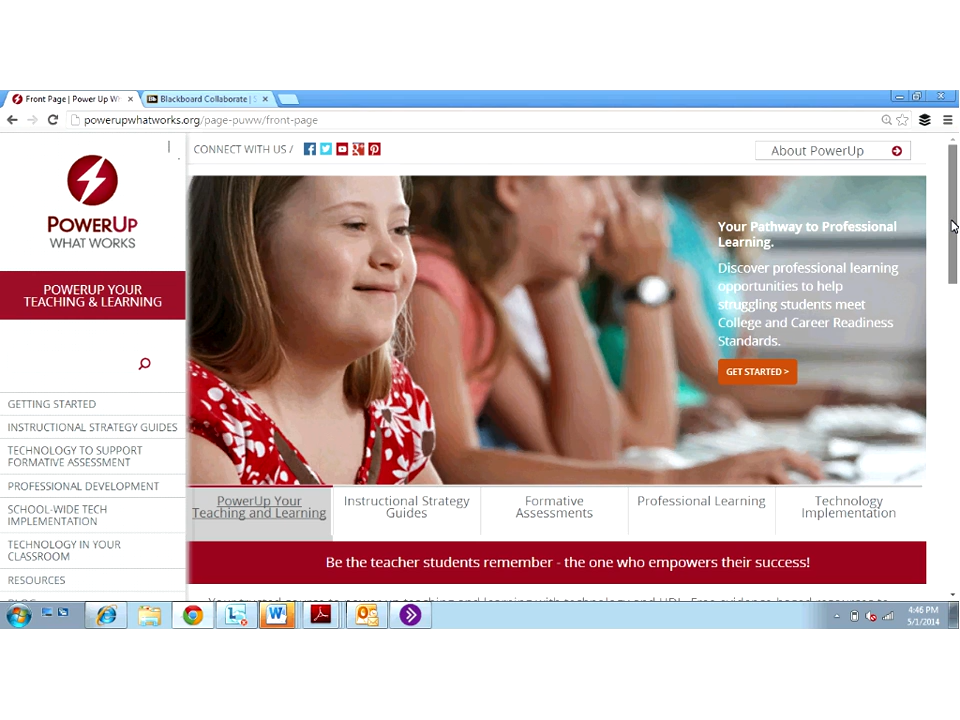 Front Page | Power Up W
Blackboard Collaborate |
powerupwhatworks.org/page-puww/front-page
CONNECT WITH US /
About PowerUp
POWERUP
WHAT WORKS
POWERUP YOUR
TEACHING & LEARNING
GETTING STARTED
INSTRUCTIONAL STRATEGY GUIDES
TECHNOLOGY TO SUPPORT
FORMATIVE ASSESSMENT
PROFESSIONAL DEVELOPMENT
SCHOOL-WIDE TECH
IMPLEMENTATION
TECHNOLOGY IN YOUR
CLASSROOM
RESOURCES
Your Pathway to Professional
Learning.
Discover professional learning
opportunities to help
struggling students meet
College and Career Readiness
Standards.
GET STARTED >
PowerUp Your
Teaching and Learning
Instructional Strategy
Guides
Formative
Assessments
Professional Learning
Technology
Implementation
Be the teacher students remember - the one who empowers their success!
4:46 PM
5/1/2014